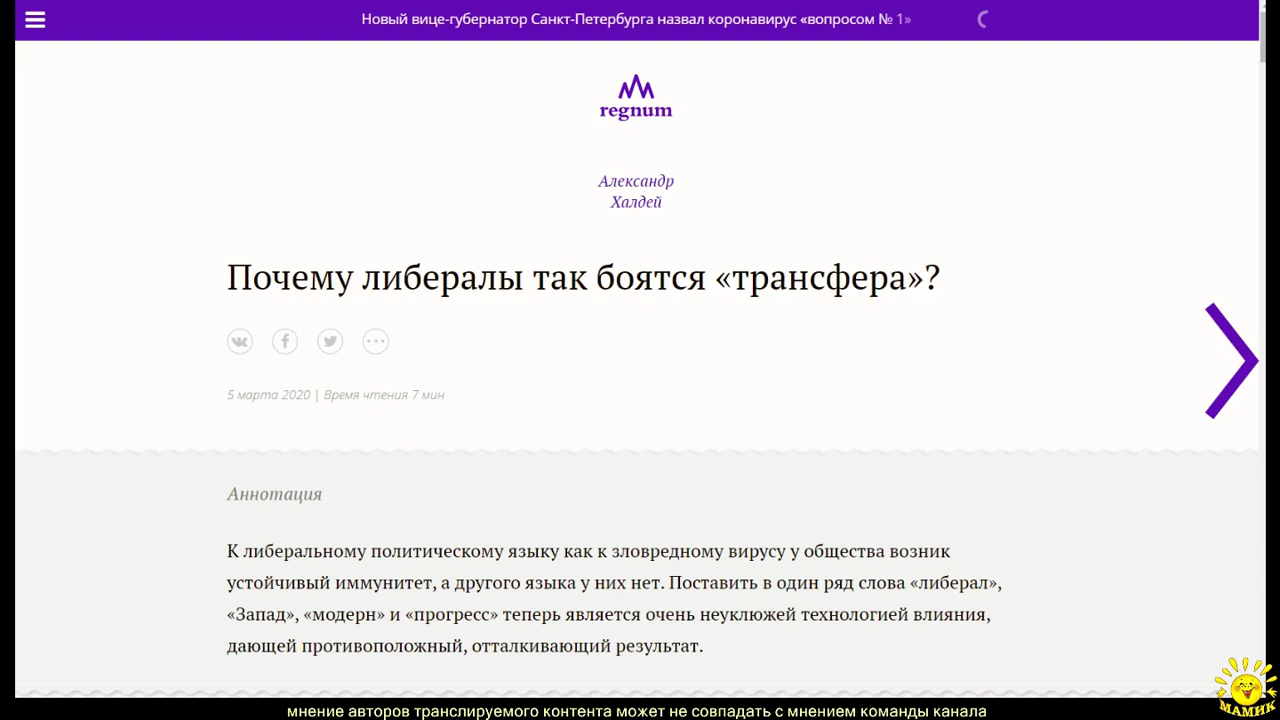 Новый вице-губернатор Санкт-Петербурга назвал коронавирус «вопросом № 1»
regnum
Александр
Халдей
Почему либералы так боятся «трансфера»?
5 марта 2020 | Время чтения 7 мин
Аннотация
К либеральному политическому языку как к зловредному вирусу у общества возник
устойчивый иммунитет, а другого языка у них нет. Поставить в один ряд слова «либерал»,
«Запад», «модерн» и «прогресс» теперь является очень неуклюжей технологией влияния,
дающей противоположный, отталкивающий результат.
МАМИК
мнение авторов транслируемого контента может не совпадать с мнением команды канала